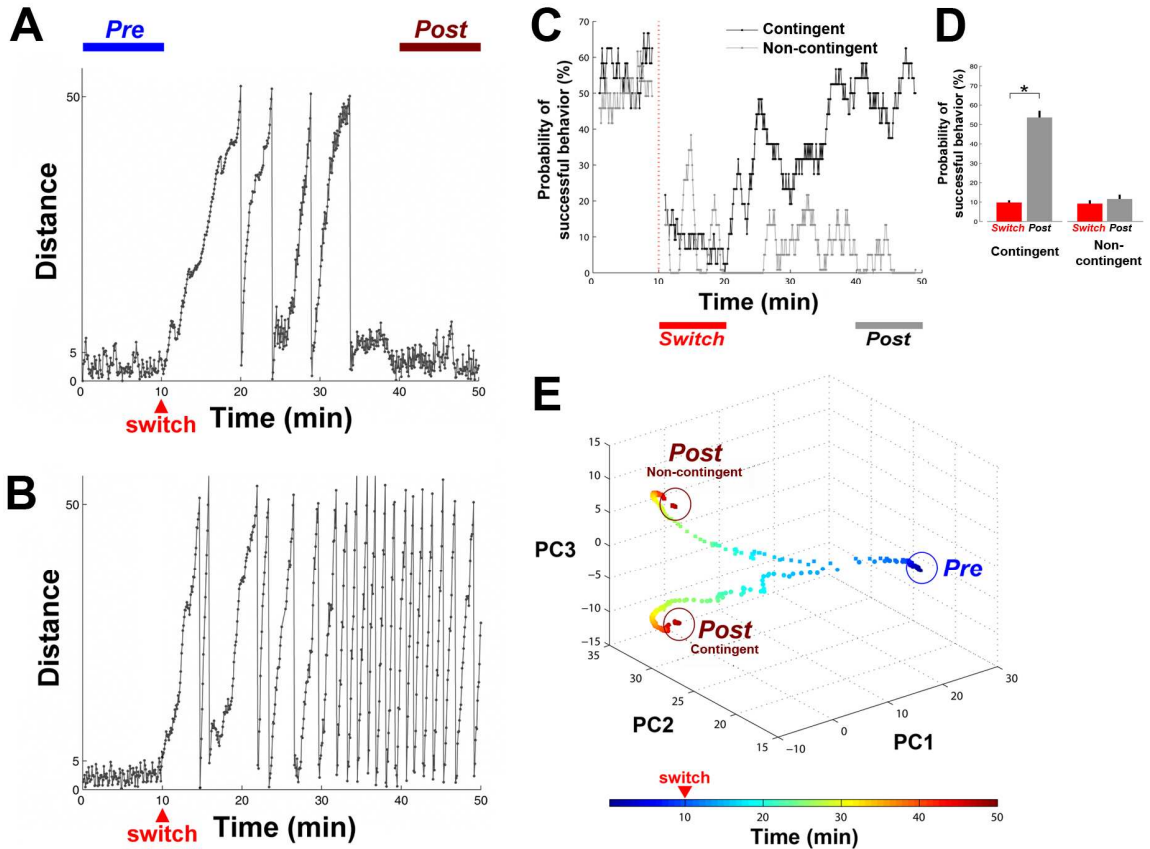 A
Pre
Post
50
Distance
5
0
0
10
20
30
40
50
switch
Time (min)
B
50
Distance
5
0
0
10
20
30
40
50
switch
Time (min)
C
Contingent
Non-contingent
Probability of
successful behavior (%)
70
60
50
40
30
20
10
0
0
10
20
30
40
50
Time (min)
Switch
Post
D
Probability of
successful behavior (%)
80
70
60
50
40
30
20
10
0
*
Switch Post
Switch Post
Contingent
Non-
contingent
E
15
10
5
0
−5
−10
−15
PC3
35
30
25
20
15
PC2
−10
0
10
20
30
PC1
Post
Non-contingent
Pre
Post
Contingent
switch
10
20
30
40
50
Time (min)